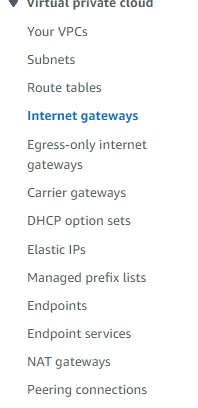 Virtual private cloud
Your VPCs
Subnets
Route tables
Internet gateways
Egress-only internet
gateways
Carrier gateways
DHCP option sets
Elastic IPs
Managed prefix lists
Endpoints
Endpoint services
NAT gateways
Peering connections